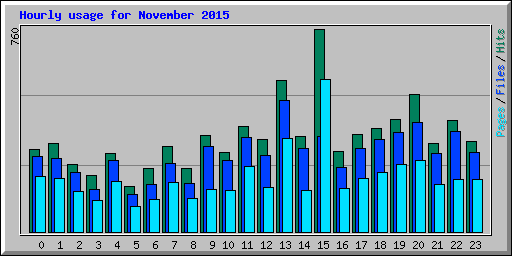 Hourly usage for November 2015
760
Pages/Files/Hits
0 1 2 3 4 5 6 7 8 9 10 11 12 13 14 15 16 17 18 19 20 21 22 23